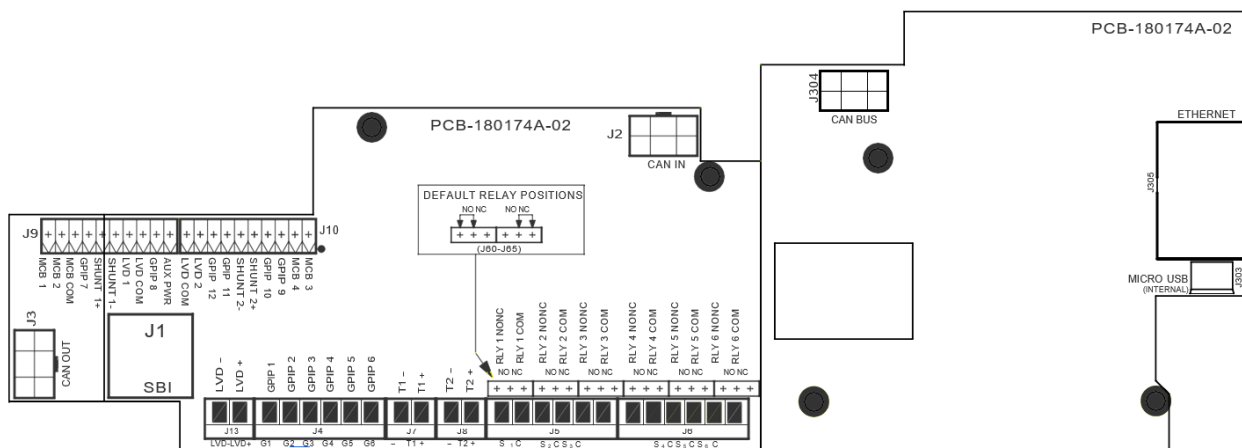 PCB-180174A-02
J304
CAN BUS
ETHERNET
J305
PCB-180174A-02
J2
CAN IN
DEFAULT RELAY POSITIONS
NO NC NO NC
(J60-J65)
J9
J10
MCB 1
MCB 2
MCB COM
GPIP 7
SHUNT 1+
SHUNT 1-
LVD 1
LVD COM
GPIP 8
AUX PWR
LVD COM
LVD 2
GPIP 12
GPIP 11
SHUNT 2-
SHUNT 2+
GPIP 10
GPIP 9
MCB 4
MCB 3
MICRO USB
(INTERNAL)
J303
J3
CAN OUT
J1
SBI
LVD -
LVD +
GPIP 1
GPIP 2
GPIP 3
GPIP 4
GPIP 5
GPIP 6
T1 -
T1 +
T2 -
T2 +
RLY 1 NONC
RLY 1 COM
RLY 2 NONC
RLY 2 COM
RLY 3 NONC
RLY 3 COM
RLY 4 NONC
RLY 4 COM
RLY 5 NONC
RLY 5 COM
RLY 6 NONC
RLY 6 COM
NO NC NO NC NO NC NO NC NO NC NO NC
J13 J4 J7 J8 J5 J6
LVD- LVD+ G1 G2 G3 G4 G5 G6 - T1 + - T2 + S 1 C S 2 C S 3 C S 4 C S 5 C S 6 C